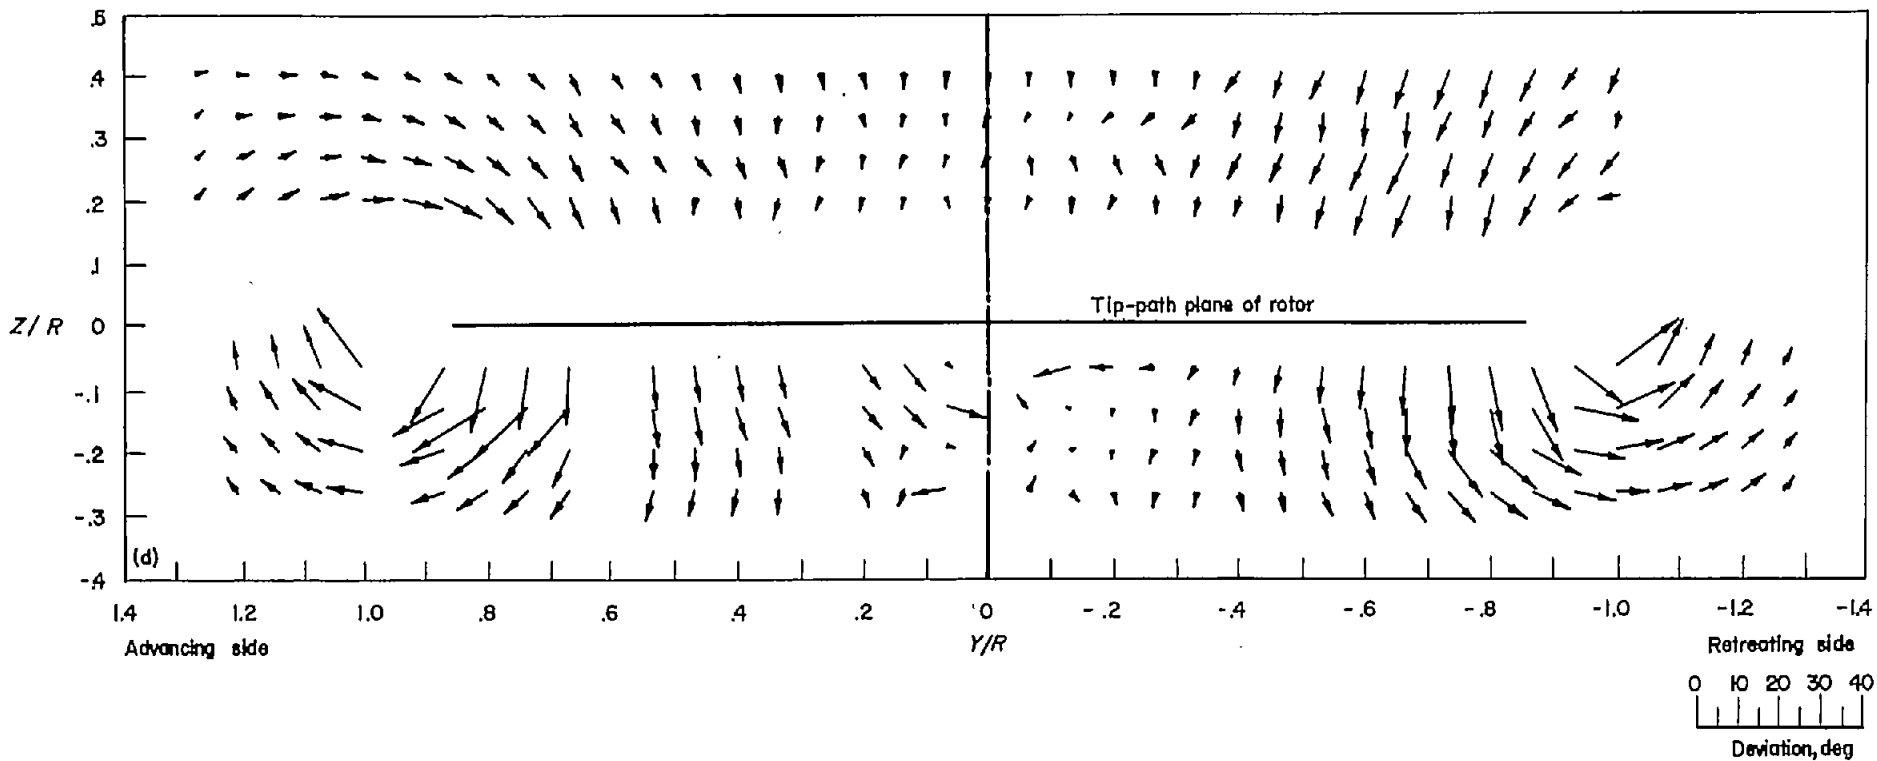 .5
.4
.3
.2
.1
Z/R 0
-.1
-.2
-.3
-.4
(d)
Tip-path plane of rotor
1.4 1.2 1.0 .8 .6 .4 .2 0 -.2 -.4 -.6 -.8 -1.0 -1.2 -1.4
Advancing side Y/R Retreating side
0 10 20 30 40
Deviation, deg